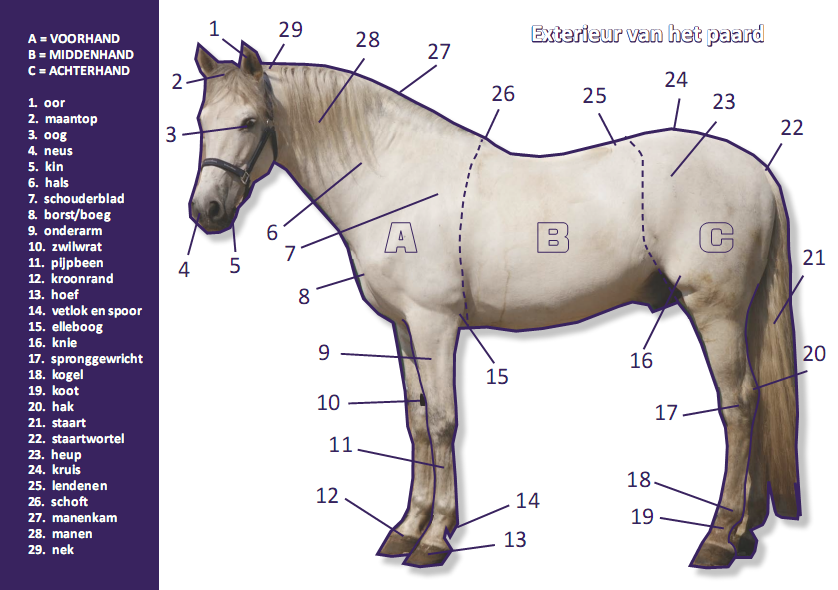 A = VOORHAND
B = MIDDENHAND
C = ACHTERHAND
1. oor
2. maantop
3. oog
4. neus
5. kin
6. hals
7. schouderblad
8. borst/boeg
9. onderarm
10. zwilwrat
11. pijpbeen
12. kroonrand
13. hoef
14. vetlok en spoor
15. elleboog
16. knie
17. spronggewricht
18. kogel
19. koot
20. hak
21. staart
22. staartwortel
23. heup
24. kruis
25. lendenen
26. schoft
27. manenkam
28. manen
29. nek
Exterieur van het paard
1
29
28
27
26
25
24
23
22
2
3
6
7
4
5
8
A
B
C
21
9
15
16
20
10
17
11
12
14
18
19
13